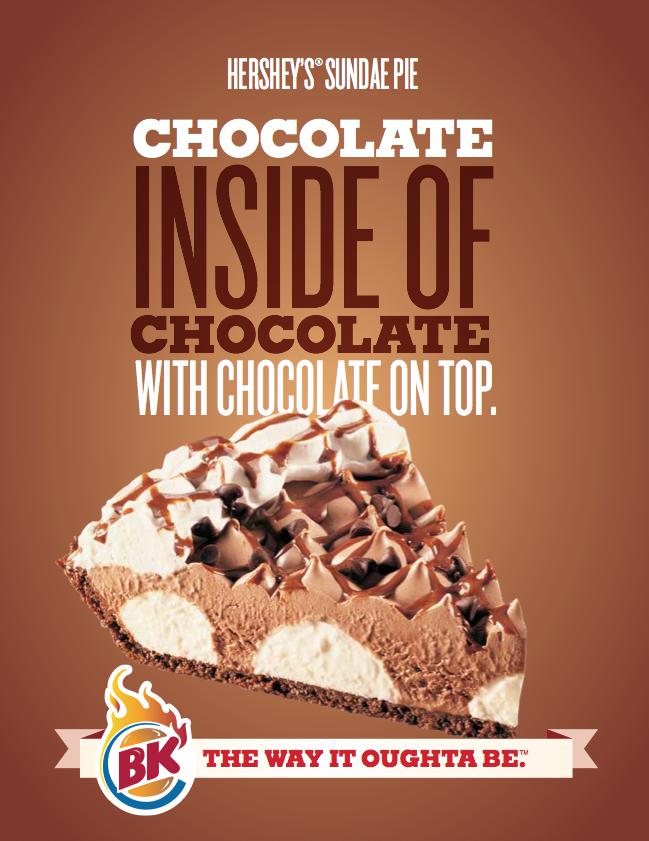 HERSHEY'S® SUNDAE PIE
CHOCOLATE
INSIDE OF
CHOCOLATE
WITH CHOCOLATE ON TOP.
BK
THE WAY IT OUGHTA BE.™